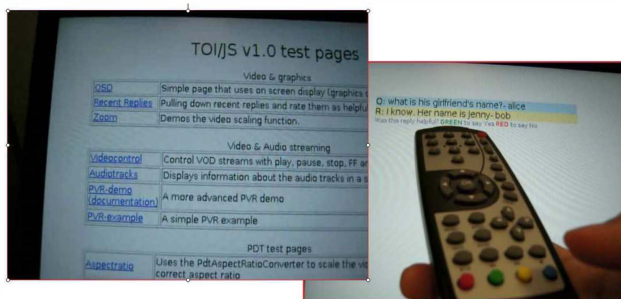 TOI/JS v1.0 test pages
Video & graphics
OSD Simple page that uses on screen display (graphics
Recent Replies Pulling down recent replies and rate them as helpful
Zoom Demos the video scaling function.
Video & Audio streaming
Videocontrol Control VOD streams with play, pause, stop, FF
Audiotracks Displays information about the audio tracks in a
PVR-demo
(documentation) A more advanced PVR demo
PVR-example A simple PVR example
PDT test pages
Aspectratio Uses the PdtAspectRatioConverter to scale the
correct aspect ratio
Q: what is his girlfriend's name?- alice
R: I know. Her name is Jenny- bob
Was this reply helpful? GREEN to say Yes RED to say No